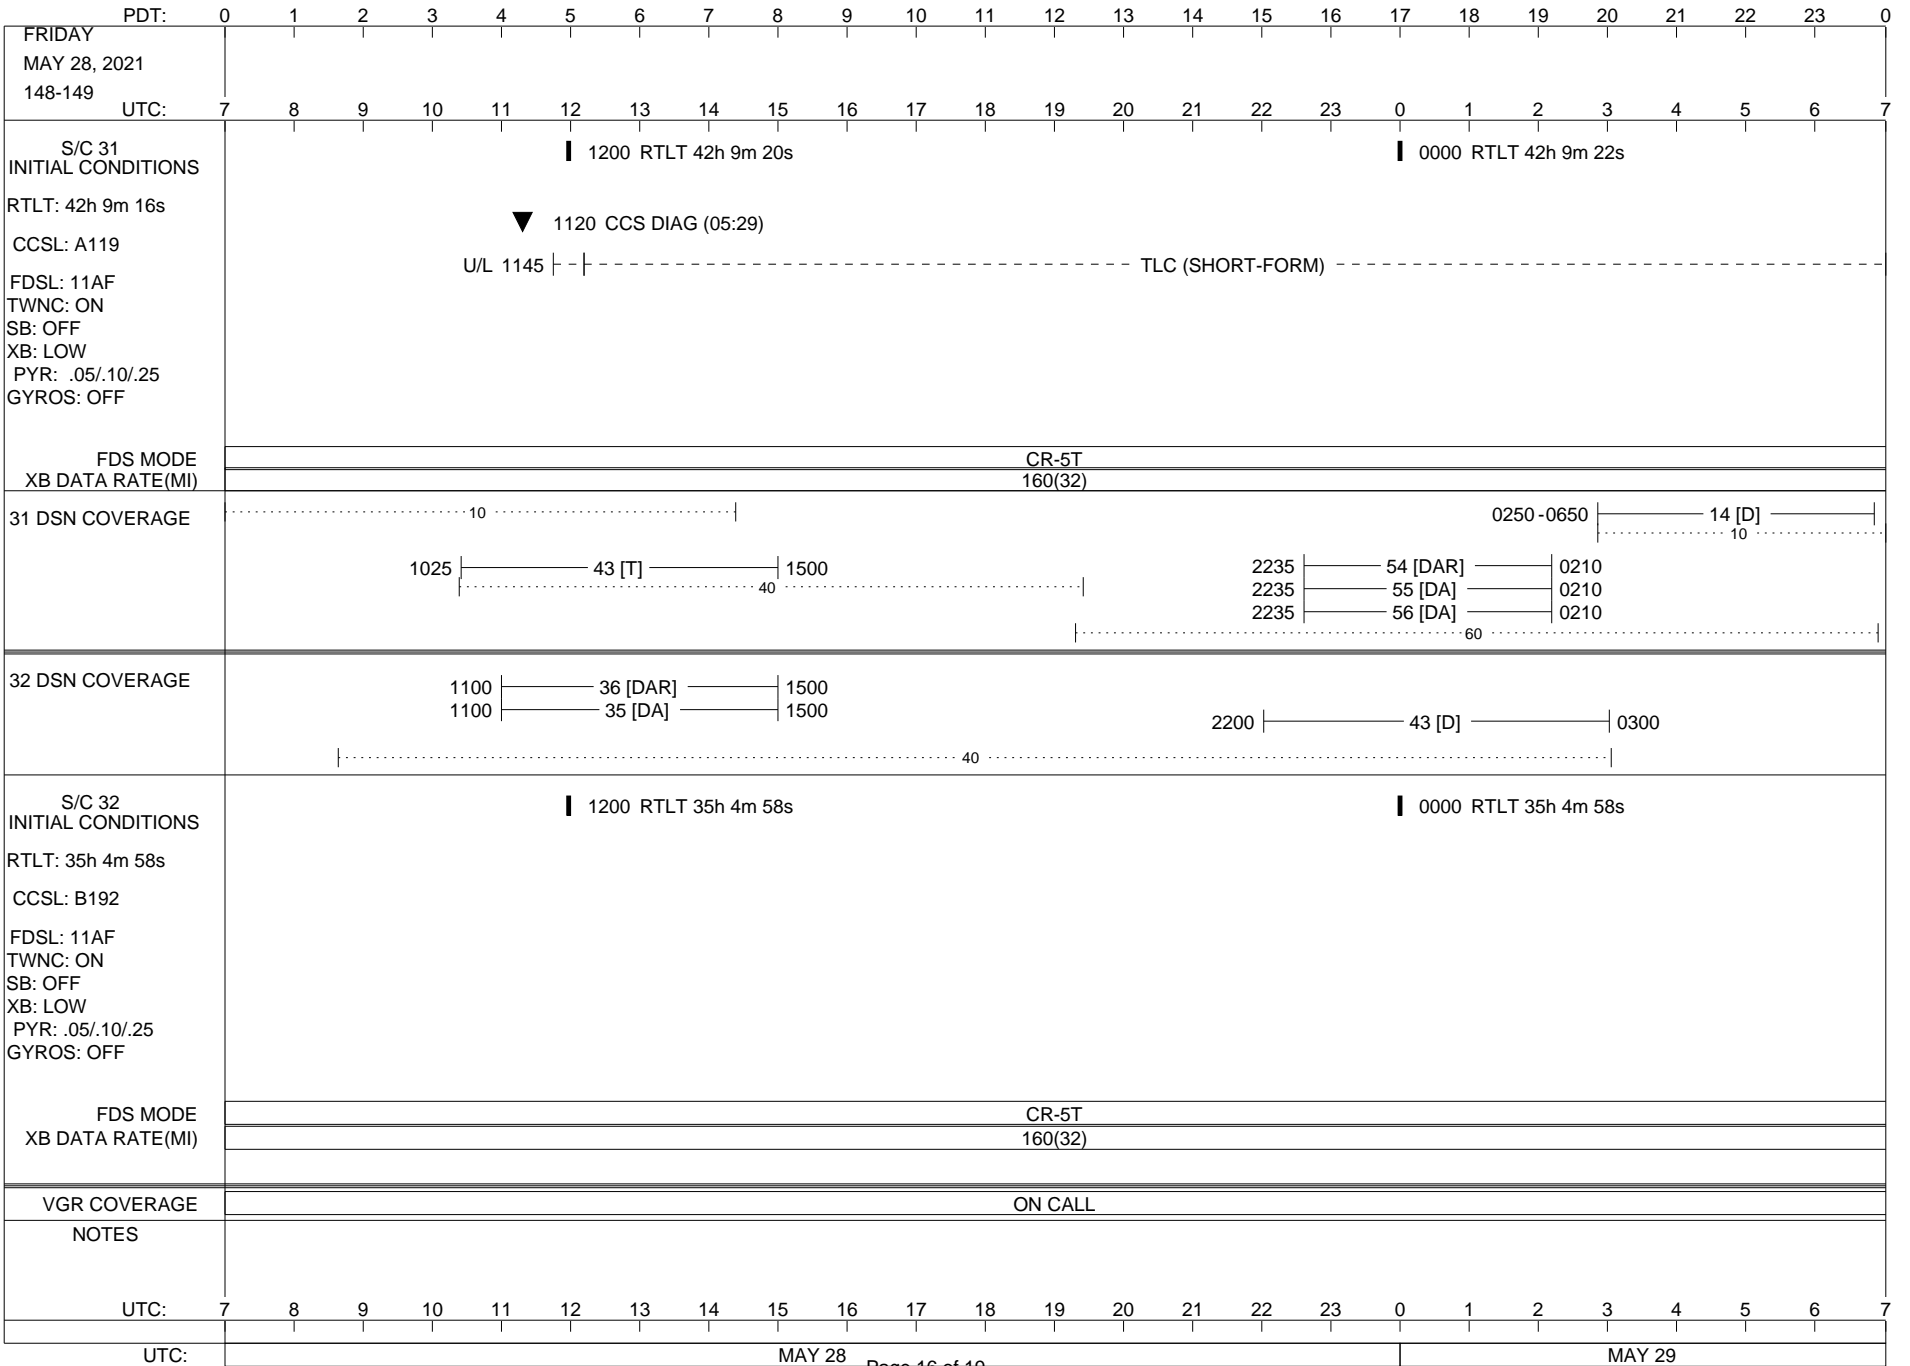 PDT: 0 1 2 3 4 5 6 7 8 9 10 11 12 13 14 15 16 17 18 19 20 21 22 23 0
FRIDAY
MAY 28, 2021
148-149
UTC: 7 8 9 10 11 12 13 14 15 16 17 18 19 20 21 22 23 0 1 2 3 4 5 6 7
S/C 31
INITIAL CONDITIONS
1200 RTLT 42h 9m 20s
0000 RTLT 42h 9m 22s
RTLT: 42h 9m 16s
1120 CCS DIAG (05:29)
CCSL: A119
U/L 1145 TLC (SHORT-FORM)
FDSL: 11AF
TWNC: ON
SB: OFF
XB: LOW
PYR: .05/.10/.25
GYROS: OFF
FDS MODE CR-5T
XB DATA RATE(MI) 160(32)
31 DSN COVERAGE
10
0250-0650 14 [D]
10
1025 43 [T] 1500
40
2235 54 [DAR] 0210
2235 55 [DA] 0210
2235 56 [DA] 0210
60
32 DSN COVERAGE
1100 36 [DAR] 1500
1100 35 [DA] 1500
2200 43 [D] 0300
40
S/C 32
INITIAL CONDITIONS
1200 RTLT 35h 4m 58s
0000 RTLT 35h 4m 58s
RTLT: 35h 4m 58s
CCSL: B192
FDSL: 11AF
TWNC: ON
SB: OFF
XB: LOW
PYR: .05/.10/.25
GYROS: OFF
FDS MODE CR-5T
XB DATA RATE(MI) 160(32)
VGR COVERAGE ON CALL
NOTES
UTC: 7 8 9 10 11 12 13 14 15 16 17 18 19 20 21 22 23 0 1 2 3 4 5 6 7
UTC: MAY 28 MAY 29
Page 16 of 19